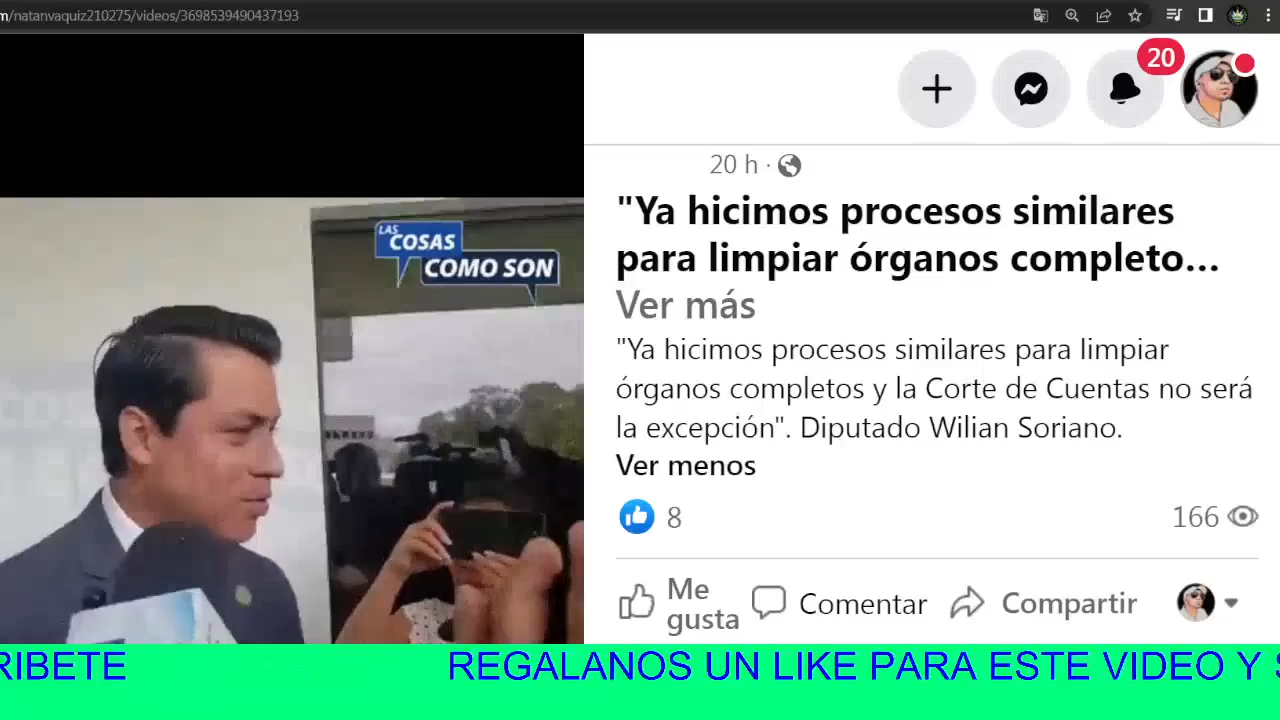 m/natanvaquiz210275/videos/3698539490437193
20
20 h ·
LAS
COSAS
COMO SON
"Ya hicimos procesos similares
para limpiar órganos completo...
Ver más
"Ya hicimos procesos similares para limpiar
órganos completos y la Corte de Cuentas no será
la excepción". Diputado Wilian Soriano.
Ver menos
8
166
Me
gusta
Comentar
Compartir
RIBETE
REGALANOS UN LIKE PARA ESTE VIDEO Y S